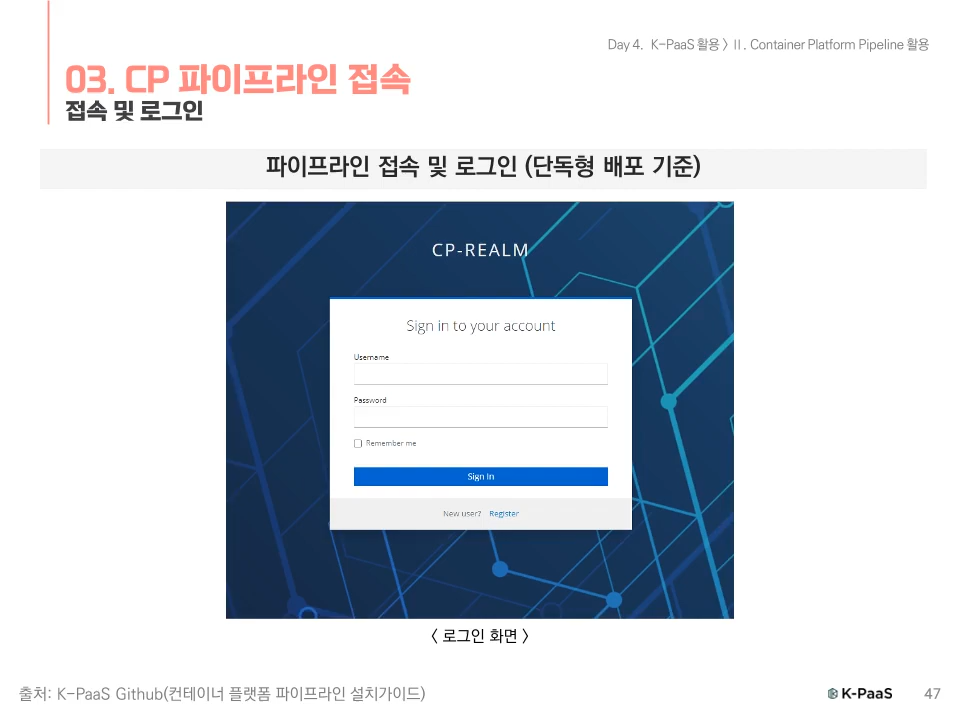 Day 4. K-PaaS 활용 > Ⅱ. Container Platform Pipeline 활용
03. CP 파이프라인 접속
접속 및 로그인
파이프라인 접속 및 로그인 (단독형 배포 기준)
CP-REALM
Sign in to your account
Username
Password
Remember me
Sign In
New user? Register
< 로그인 화면 >
출처: K-PaaS Github(컨테이너 플랫폼 파이프라인 설치가이드)
K-PaaS 47